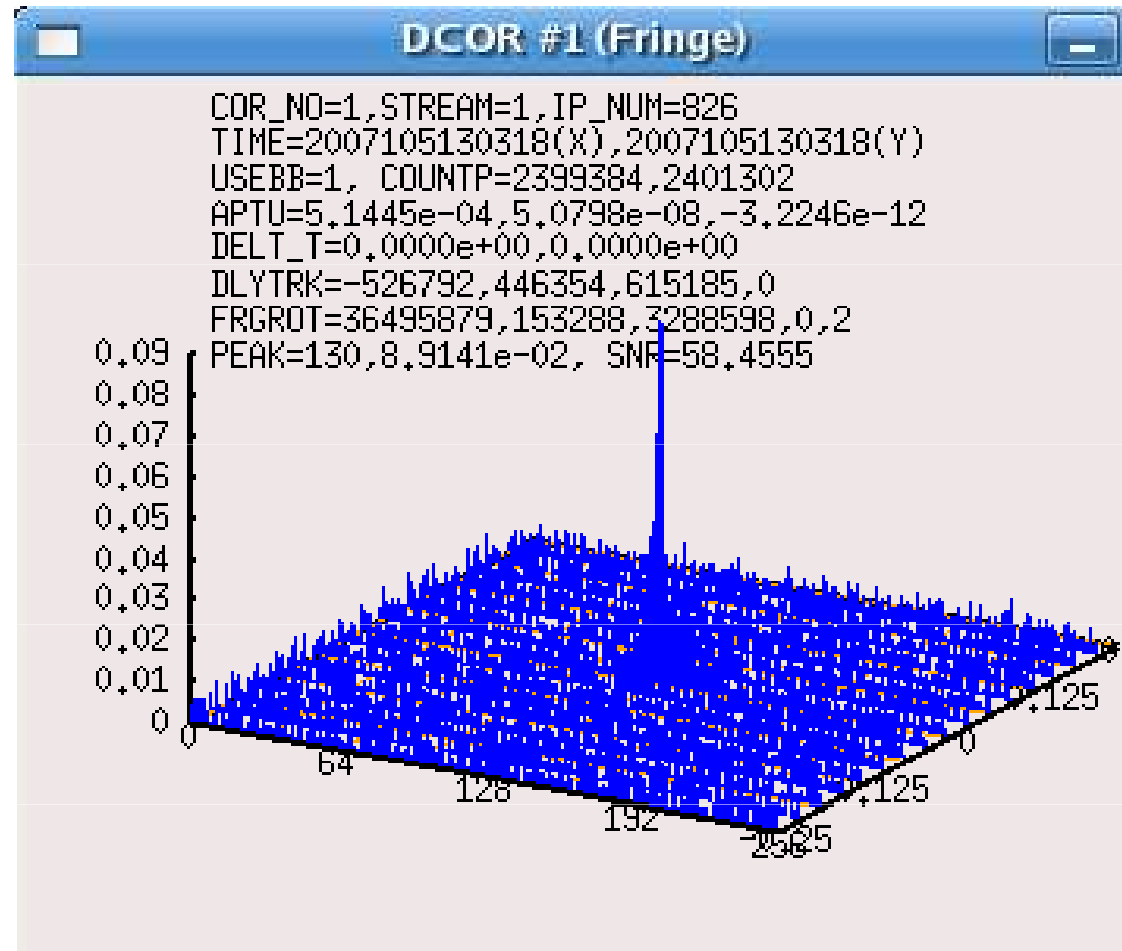 DCOR #1 (Fringe)
COR_NO=1,STREAM=1,IP_NUM=826
TIME=2007105130318(X),2007105130318(Y)
USEBB=1, COUNTP=2399384,2401302
APTU=5.1445e-04,5.0798e-08,-3.2246e-12
DELT_T=0.0000e+00,0.0000e+00
DLYTRK=-526792,446354,615185,0
FRGROT=36495879,153288,3288598,0,2
PEAK=130,8.9141e-02, SNR=58.4555
0.09
0.08
0.07
0.06
0.05
0.04
0.03
0.02
0.01
0
0
64
128
192
256
0